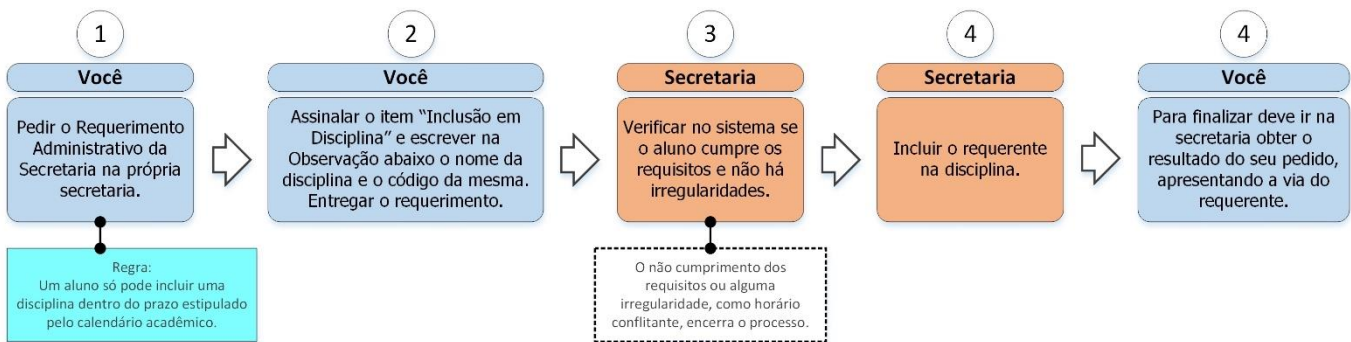 1
Você
Pedir o Requerimento
Administrativo da
Secretaria na própria
secretaria.
Regra:
Um aluno só pode incluir uma
disciplina dentro do prazo estipulado
pelo calendário acadêmico.
2
Você
Assinalar o item “Inclusão em
Disciplina” e escrever na
Observação abaixo o nome da
disciplina e o código da mesma.
Entregar o requerimento.
3
Secretaria
Verificar no sistema se
o aluno cumpre os
requisitos e não há
irregularidades.
O não cumprimento dos
requisitos ou alguma
irregularidade, como horário
conflitante, encerra o processo.
4
Secretaria
Incluir o requerente
na disciplina.
4
Você
Para finalizar deve ir na
secretaria obter o
resultado do seu pedido,
apresentando a via do
requerente.